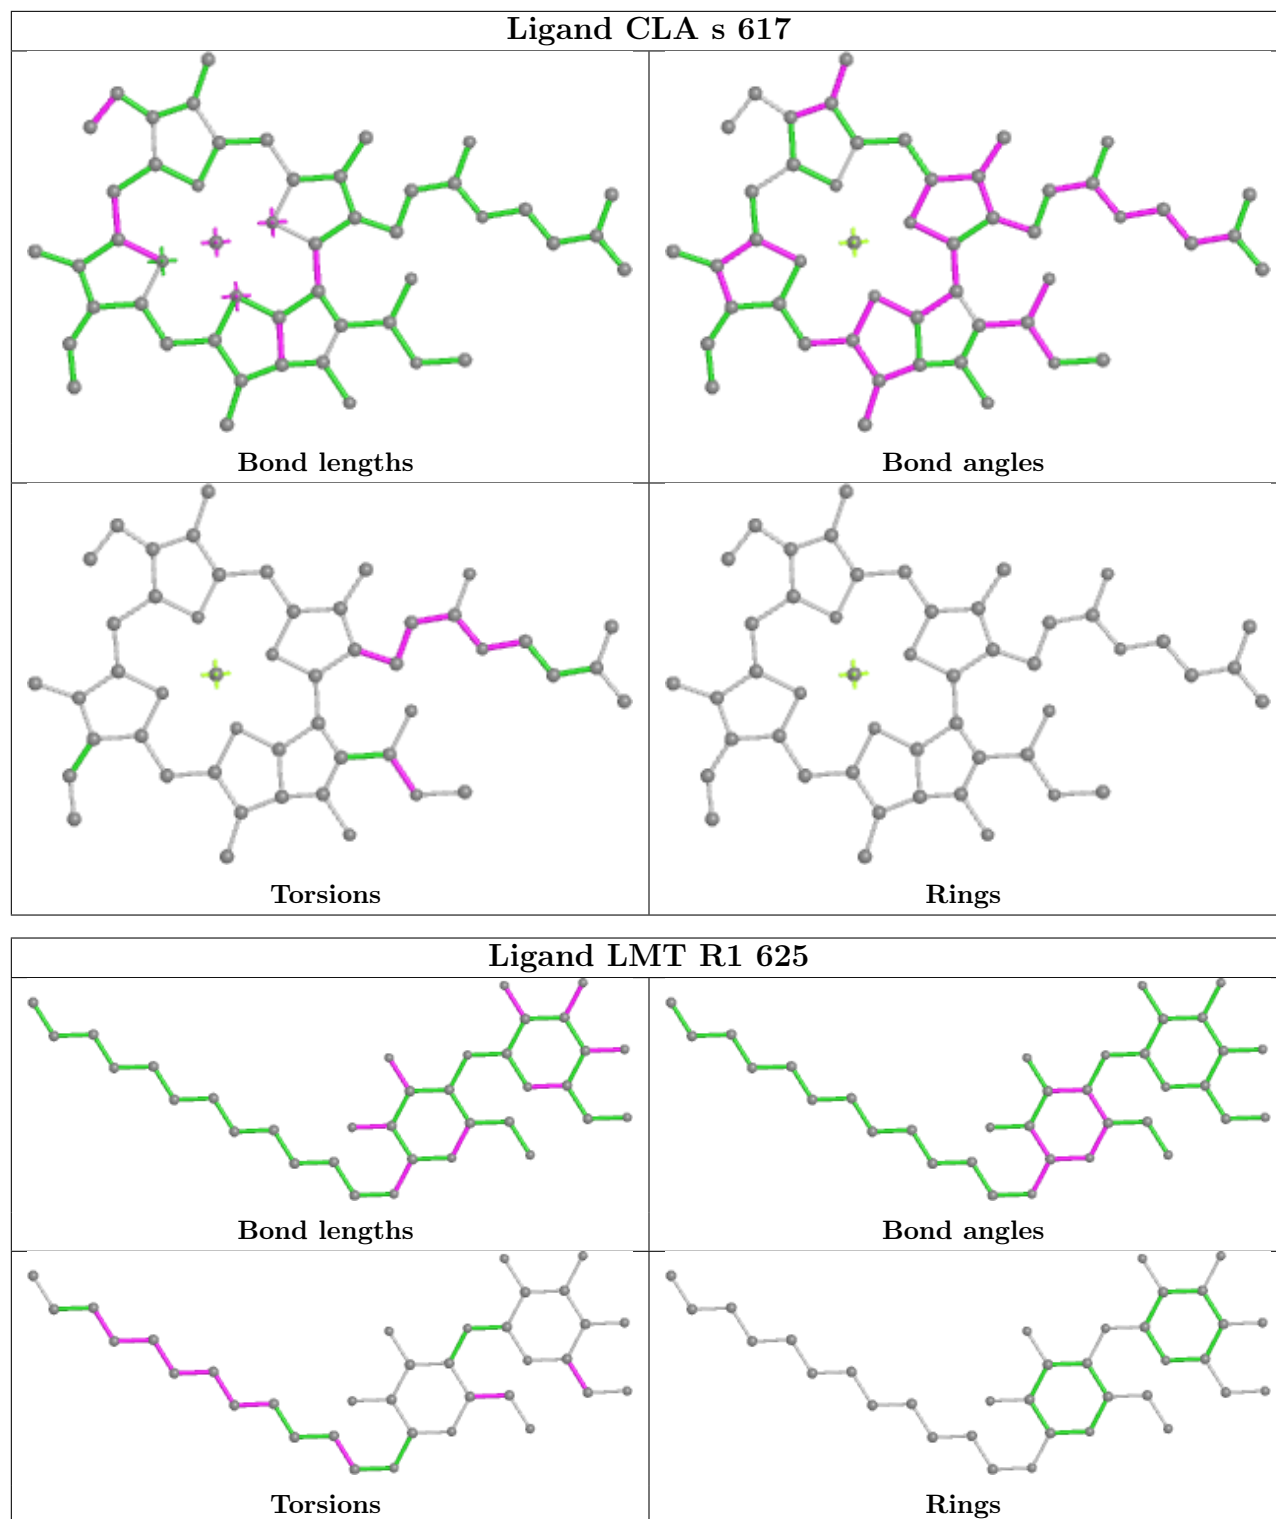 Ligand CLA s 617
Bond lengths
Bond angles
Torsions
Rings
Ligand LMT R1 625
Bond lengths
Bond angles
Torsions
Rings